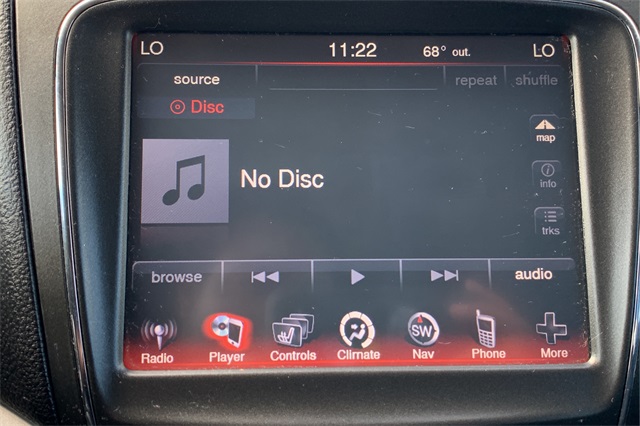 LO 11:22 68° out. LO
source repeat shuffle
Disc
map
No Disc
info
trks
browse audio
Radio Player Controls Climate SW Nav Phone More